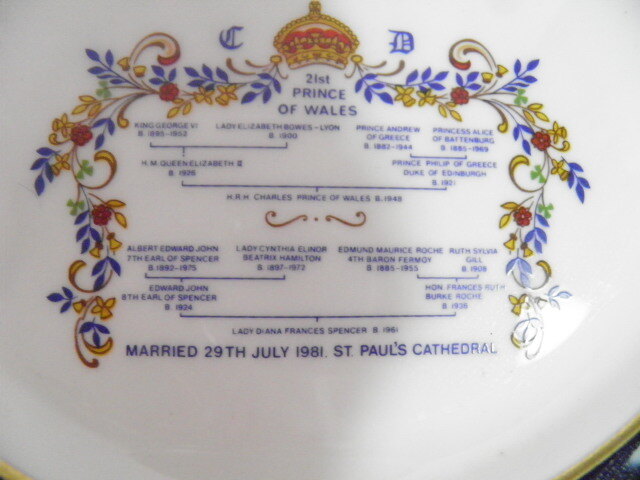 C D
21st
PRINCE
OF WALES
KING GEORGE VI
B. 1895-1952
LADY ELIZABETH BOWES-LYON
B. 1900
PRINCE ANDREW
OF GREECE
B. 1882-1944
PRINCESS ALICE
OF BATTENBURG
B. 1885-1969
H.M. QUEEN ELIZABETH II
B. 1926
PRINCE PHILIP OF GREECE
DUKE OF EDINBURGH
B. 1921
H.R.H. CHARLES PRINCE OF WALES B. 1948
ALBERT EDWARD JOHN
7TH EARL OF SPENCER
B. 1892-1975
LADY CYNTHIA ELINOR
BEATRIX HAMILTON
B. 1897-1972
EDMUND MAURICE ROCHE
4TH BARON FERMOY
B. 1885-1955
RUTH SYLVIA
GILL
B. 1908
EDWARD JOHN
8TH EARL OF SPENCER
B. 1924
HON. FRANCES RUTH
BURKE ROCHE
B. 1936
LADY DIANA FRANCES SPENCER B. 1961
MARRIED 29TH JULY 1981. ST. PAUL'S CATHEDRAL